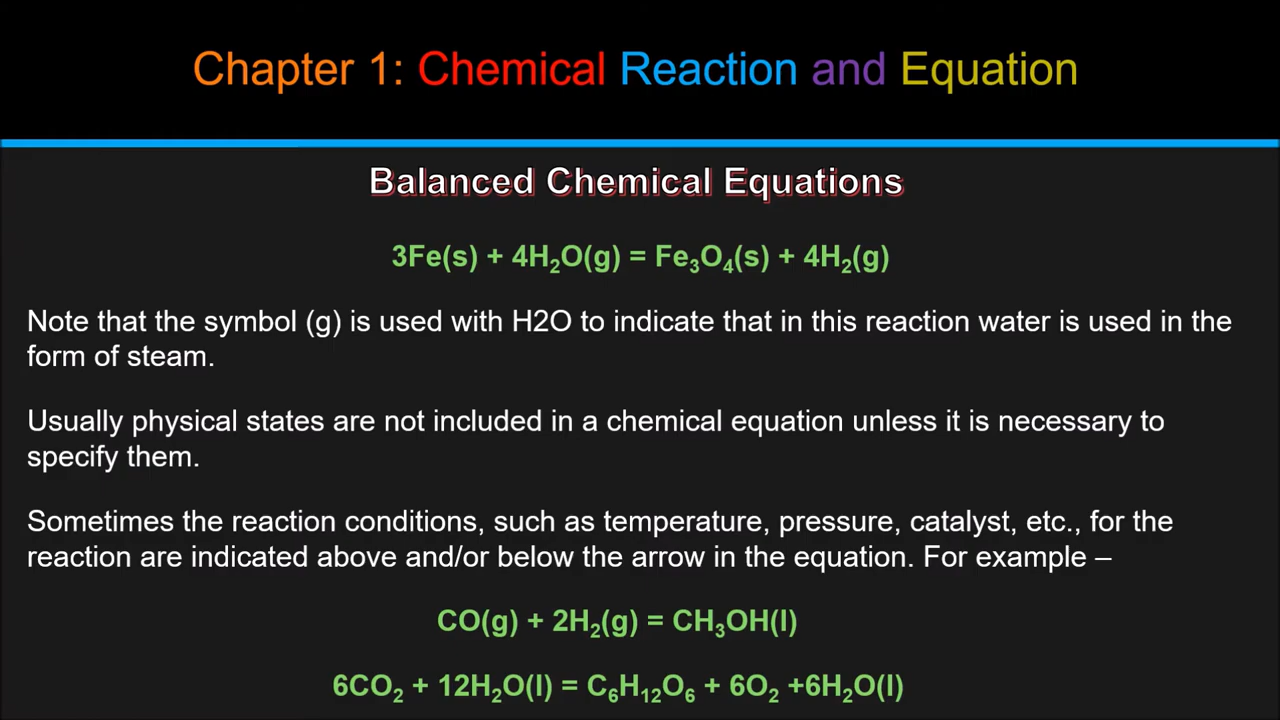 Chapter 1: Chemical Reaction and Equation
Balanced Chemical Equations
3Fe(s) + 4H₂O(g) = Fe₃O₄(s) + 4H₂(g)
Note that the symbol (g) is used with H2O to indicate that in this reaction water is used in the
form of steam.
Usually physical states are not included in a chemical equation unless it is necessary to
specify them.
Sometimes the reaction conditions, such as temperature, pressure, catalyst, etc., for the
reaction are indicated above and/or below the arrow in the equation. For example –
CO(g) + 2H₂(g) = CH₃OH(l)
6CO₂ + 12H₂O(l) = C₆H₁₂O₆ + 6O₂ +6H₂O(l)